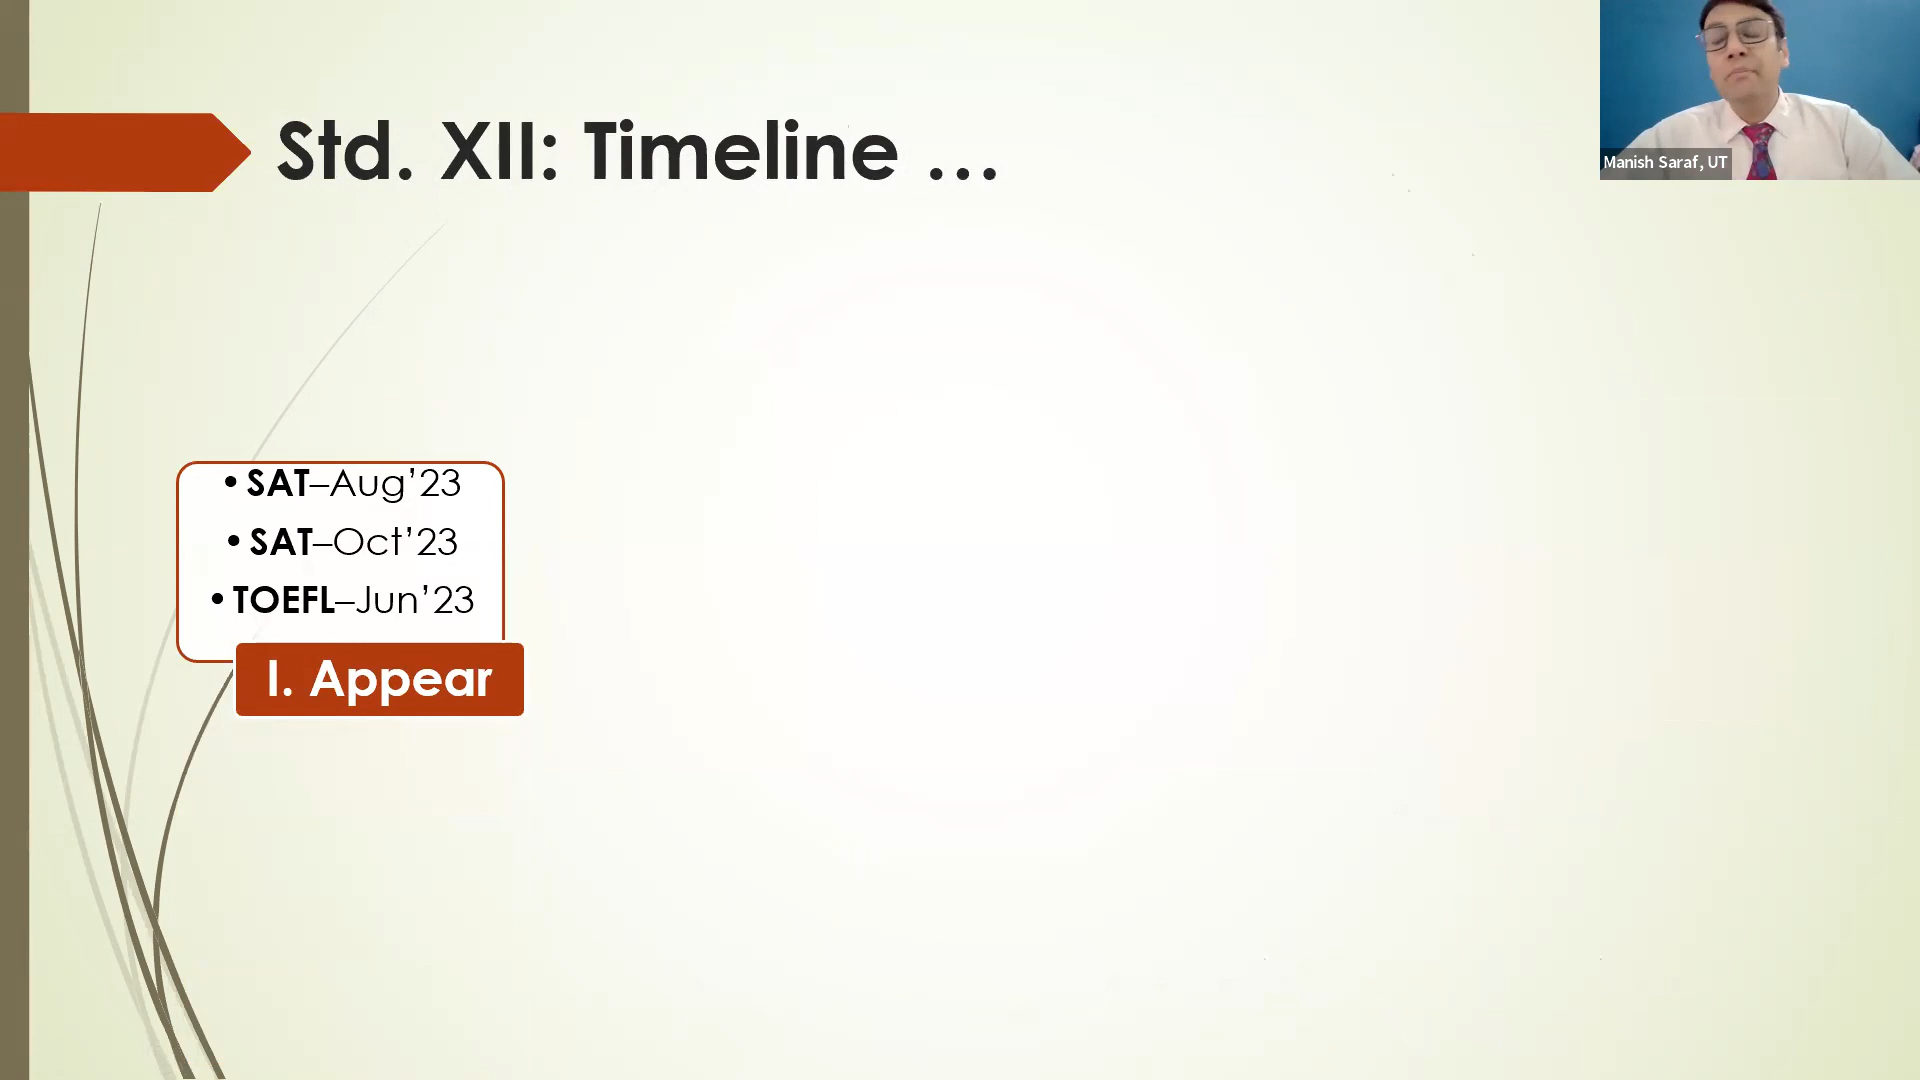 Std. XII: Timeline …
Manish Saraf, UT
• SAT–Aug’23
• SAT–Oct’23
• TOEFL–Jun’23
I. Appear